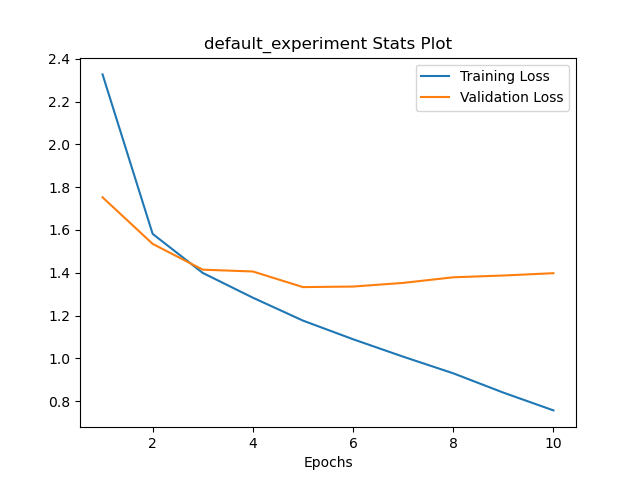 default_experiment Stats Plot
Training Loss
Validation Loss
2.4
2.2
2.0
1.8
1.6
1.4
1.2
1.0
0.8
2 4 6 8 10
Epochs